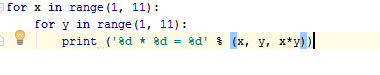 for x in range(1, 11):
    for y in range(1, 11):
        print ('%d * %d = %d' % (x, y, x*y))